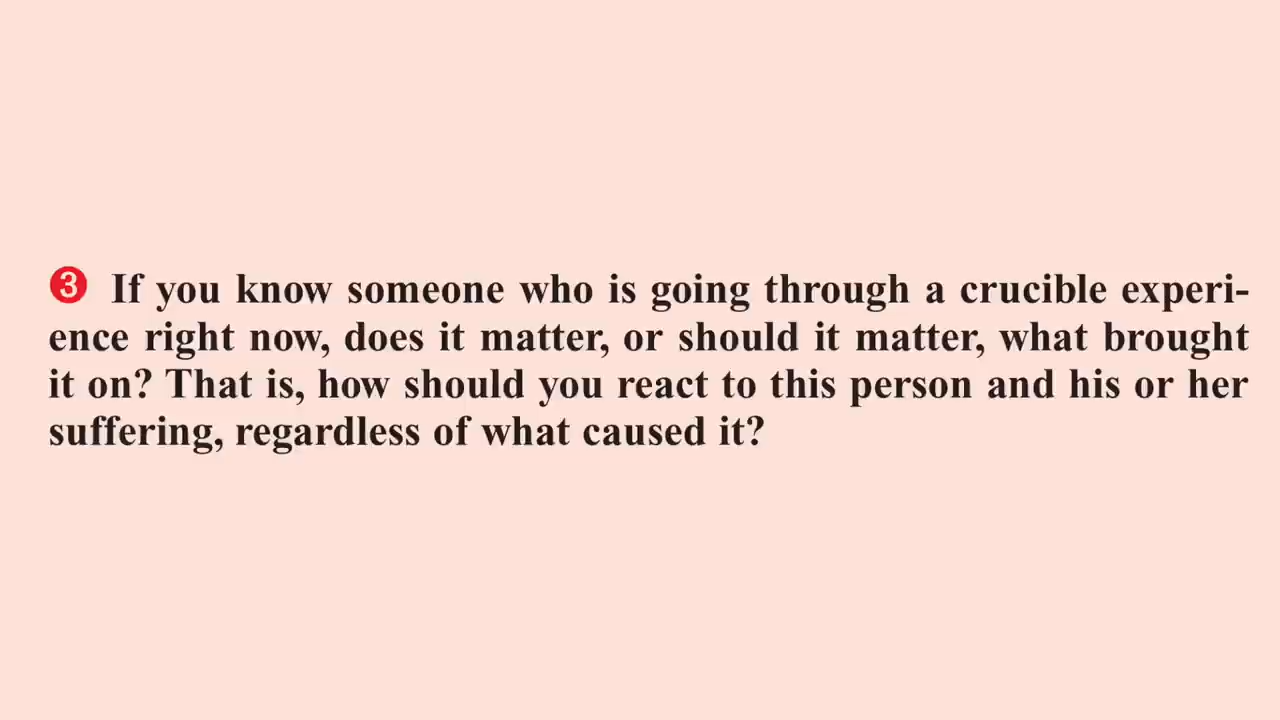 ❸ If you know someone who is going through a crucible experi-
ence right now, does it matter, or should it matter, what brought
it on? That is, how should you react to this person and his or her
suffering, regardless of what caused it?